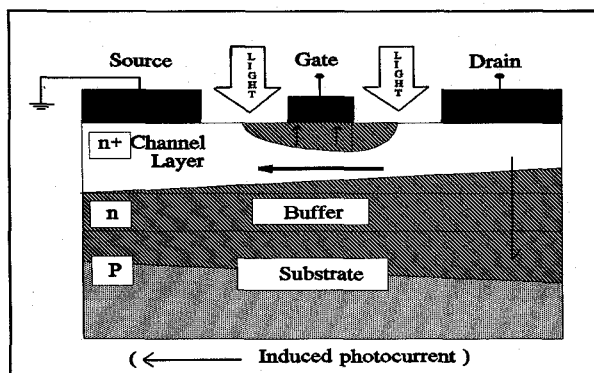 Source
LIGHT
Gate
LIGHT
Drain
n+ Channel
Layer
n
Buffer
P
Substrate
( ← Induced photocurrent )